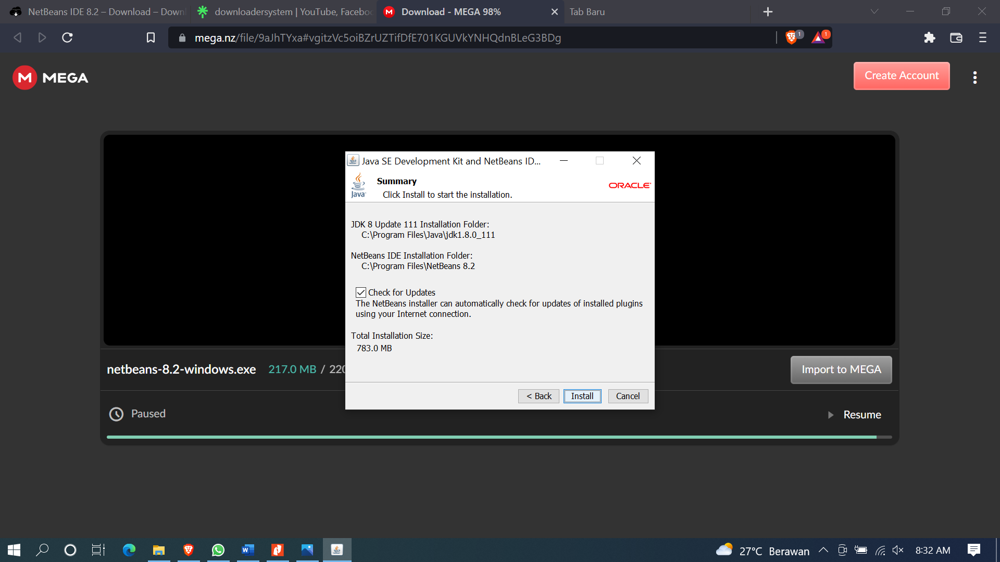 NetBeans IDE 8.2 – Download – Downl
downloadersystem | YouTube, Faceboo
Download - MEGA 98%
Tab Baru
mega.nz/file/9aJhTYxa#vgitzVc5oiBZrUZTifDfE701KGUVkYNHQdnBLeG3BDg
1
1
M MEGA
Create Account
Java SE Development Kit and NetBeans ID...
Java
Summary
Click Install to start the installation.
ORACLE
JDK 8 Update 111 Installation Folder:
C:\Program Files\Java\jdk1.8.0_111
NetBeans IDE Installation Folder:
C:\Program Files\NetBeans 8.2
Check for Updates
The NetBeans installer can automatically check for updates of installed plugins
using your Internet connection.
Total Installation Size:
783.0 MB
< Back Install Cancel
netbeans-8.2-windows.exe 217.0 MB / 220
Import to MEGA
Paused
Resume
27°C Berawan
8:32 AM